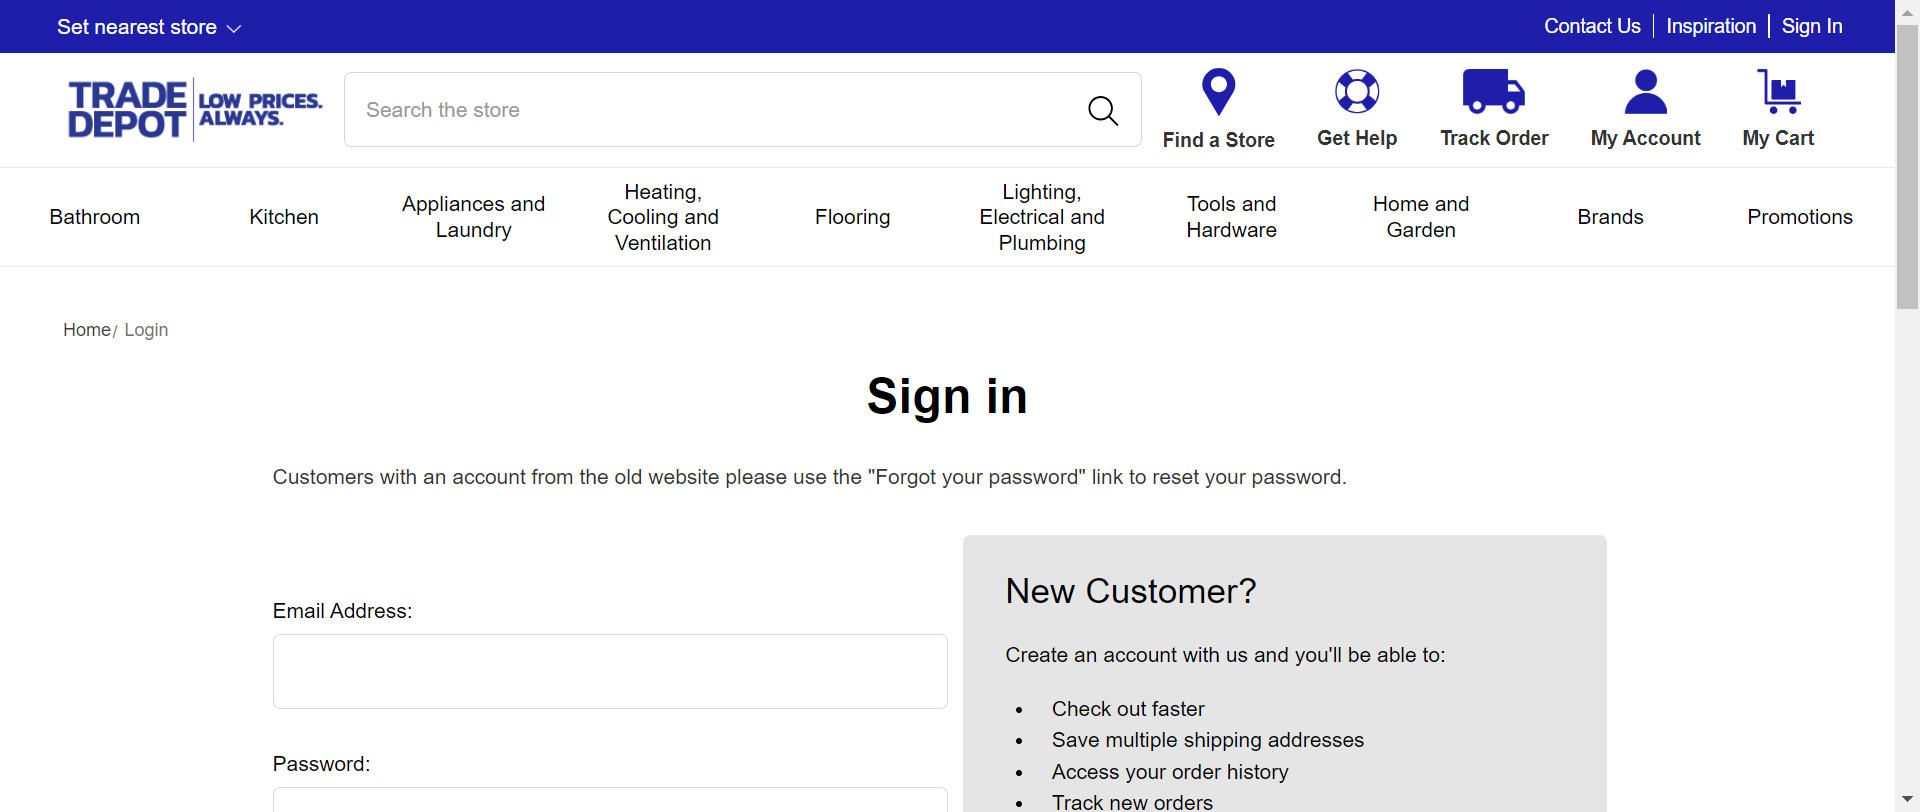 Set nearest store
Contact Us
Inspiration
Sign In
TRADE DEPOT
LOW PRICES. ALWAYS.
Search the store
Find a Store
Get Help
Track Order
My Account
My Cart
Bathroom
Kitchen
Appliances and
Laundry
Heating,
Cooling and
Ventilation
Flooring
Lighting,
Electrical and
Plumbing
Tools and
Hardware
Home and
Garden
Brands
Promotions
Home/ Login
Sign in
Customers with an account from the old website please use the "Forgot your password" link to reset your password.
Email Address:
Password:
New Customer?
Create an account with us and you'll be able to:
• Check out faster
• Save multiple shipping addresses
• Access your order history
• Track new orders